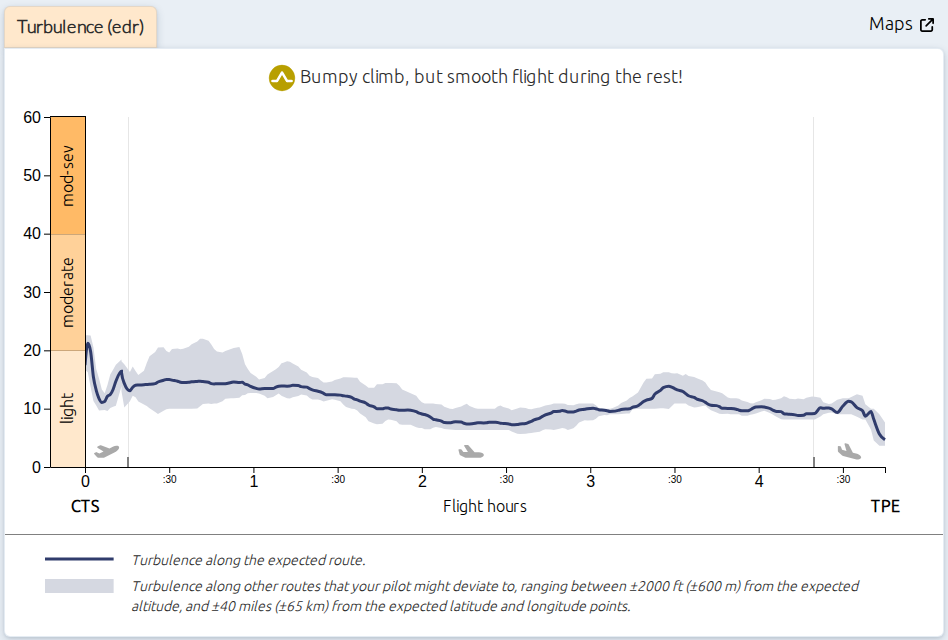 Turbulence (edr)
Maps
Bumpy climb, but smooth flight during the rest!
60
50
40
30
20
10
0
mod-sev
moderate
light
0 :30 1 :30 2 :30 3 :30 4 :30
CTS Flight hours TPE
Turbulence along the expected route.
Turbulence along other routes that your pilot might deviate to, ranging between ±2000 ft (±600 m) from the expected
altitude, and ±40 miles (±65 km) from the expected latitude and longitude points.